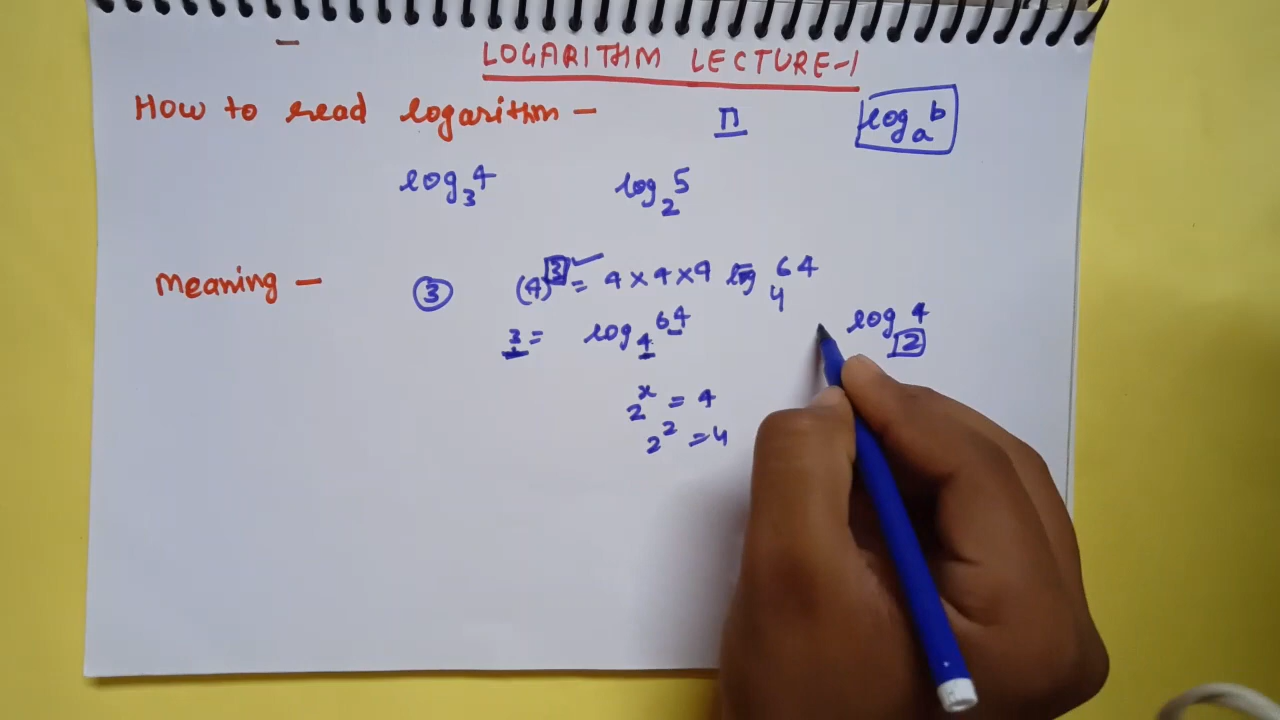 LOGARITHM LECTURE-1
How to read logarithm - π log_a b
log_3 4 log_2 5
Meaning - ③ (4)^3 = 4×4×4 log_4 64
3 = log_4 64 log_2 4
2^x = 4
2^2 = 4